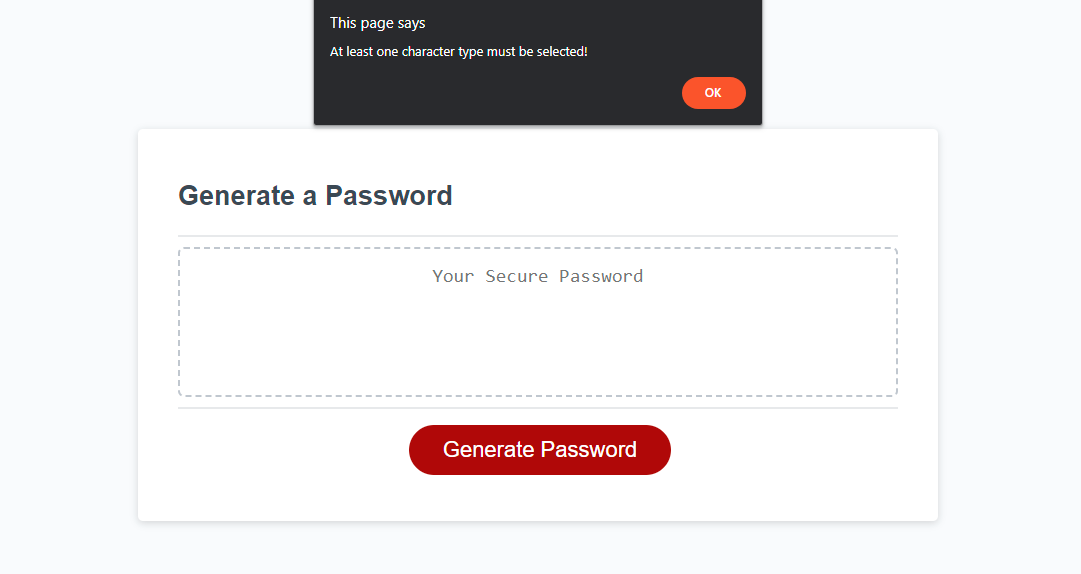 This page says
At least one character type must be selected!
OK
Generate a Password
Your Secure Password
Generate Password